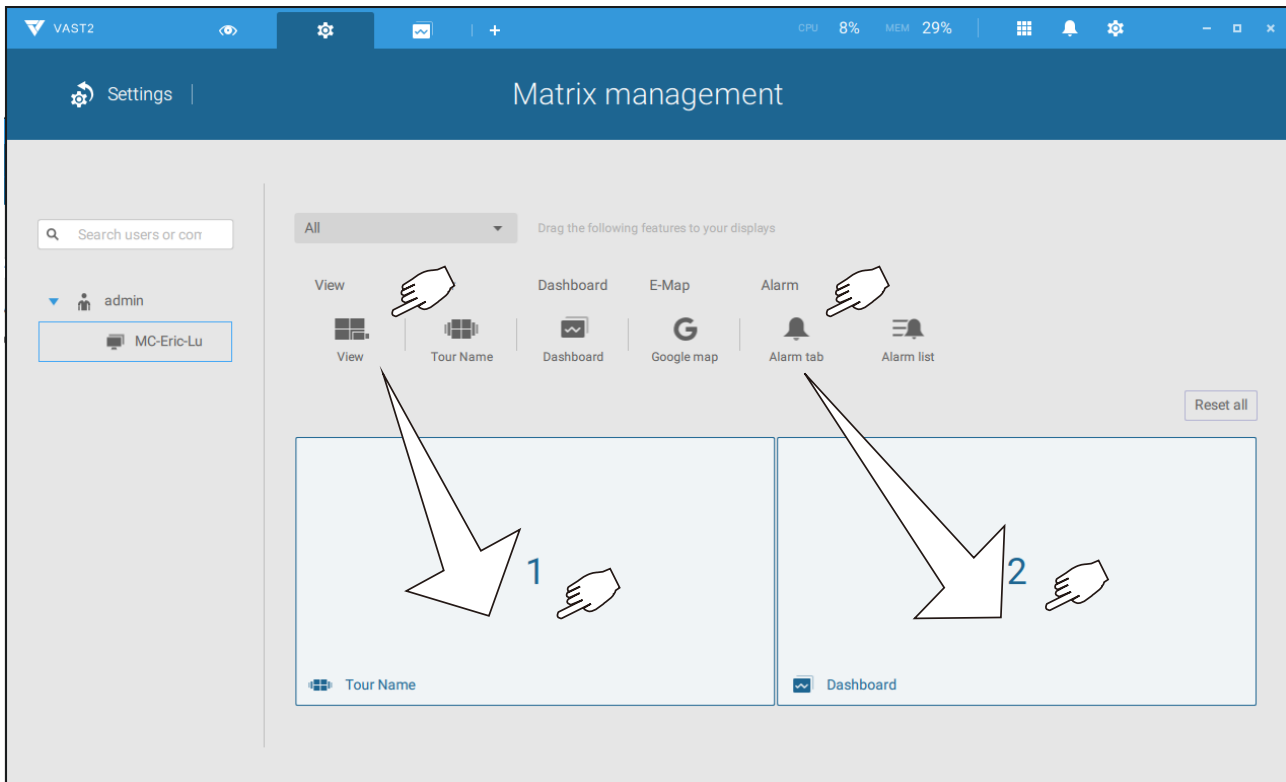 VAST2
CPU 8% MEM 29%
Settings
Matrix management
Search users or com
All
Drag the following features to your displays
admin
MC-Eric-Lu
View Dashboard E-Map Alarm
View Tour Name Dashboard Google map Alarm tab Alarm list
Reset all
1
2
Tour Name
Dashboard